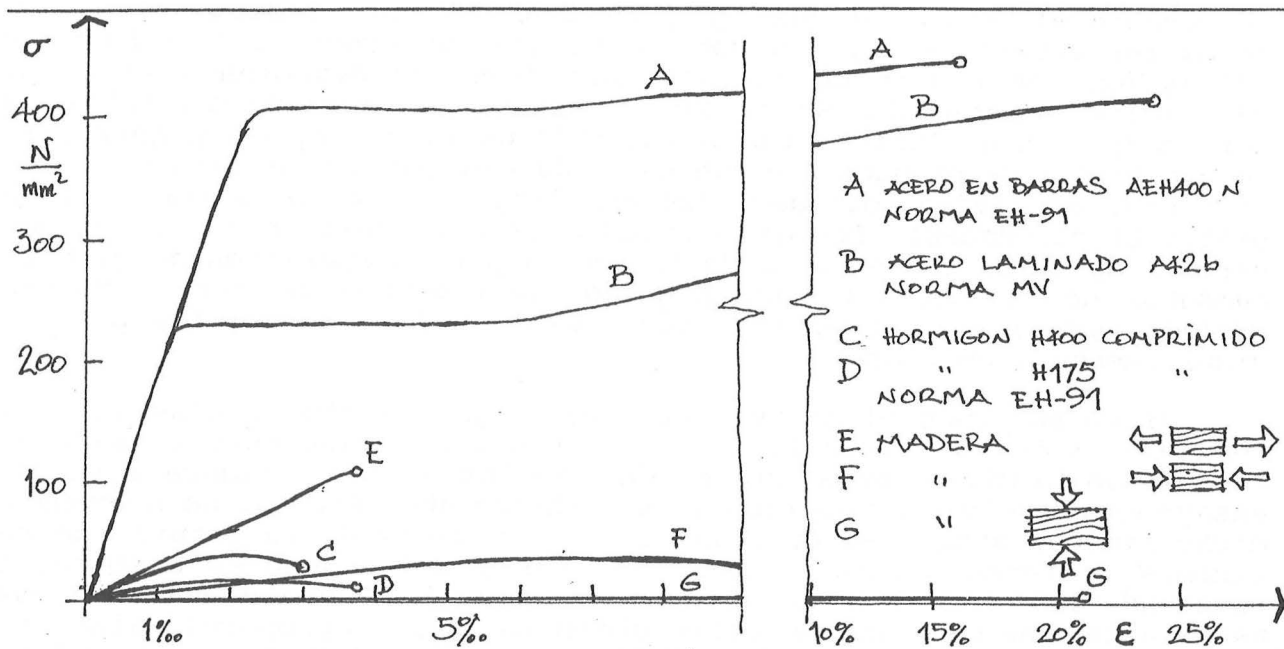 σ
400
N
mm²
300
200
100
A
B
E
C
D
F
G
1‰
5‰
A
B
A ACERO EN BARRAS AEH400 N
NORMA EH-91
B ACERO LAMINADO A42b
NORMA MV
C HORMIGON H400 COMPRIMIDO
D " H175 "
NORMA EH-91
E MADERA
F "
G "
G
10% 15% 20% ε 25%